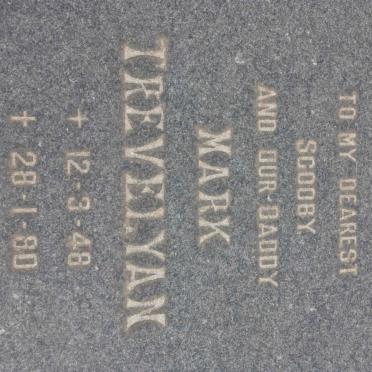 TO MY DEAREST
SCOOBY
AND OUR DADDY
MARK
TREVELYAN
+ 12-3-48
+ 28-1-80